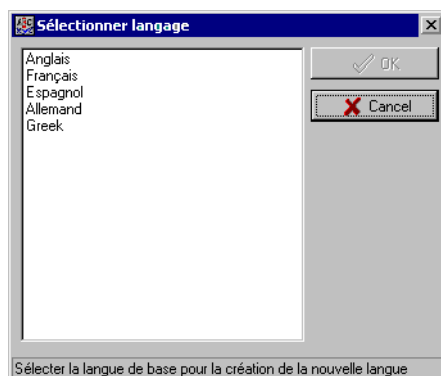 Sélectionner langage
Anglais
Français
Espagnol
Allemand
Greek
OK
Cancel
Sélecter la langue de base pour la création de la nouvelle langue